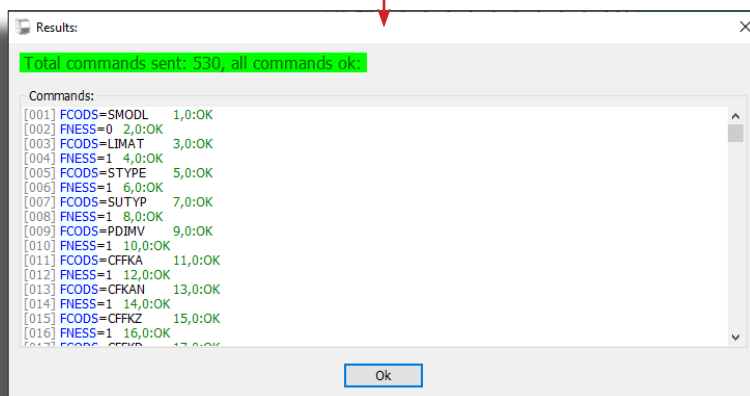 Results:
Total commands sent: 530, all commands ok:
Commands:
[001] FCODS=SMODL 1,0:OK
[002] FNESS=0 2,0:OK
[003] FCODS=LIMAT 3,0:OK
[004] FNESS=1 4,0:OK
[005] FCODS=STYPE 5,0:OK
[006] FNESS=1 6,0:OK
[007] FCODS=SUTYP 7,0:OK
[008] FNESS=1 8,0:OK
[009] FCODS=PDIMV 9,0:OK
[010] FNESS=1 10,0:OK
[011] FCODS=CFFKA 11,0:OK
[012] FNESS=1 12,0:OK
[013] FCODS=CFKAN 13,0:OK
[014] FNESS=1 14,0:OK
[015] FCODS=CFFKZ 15,0:OK
[016] FNESS=1 16,0:OK
Ok